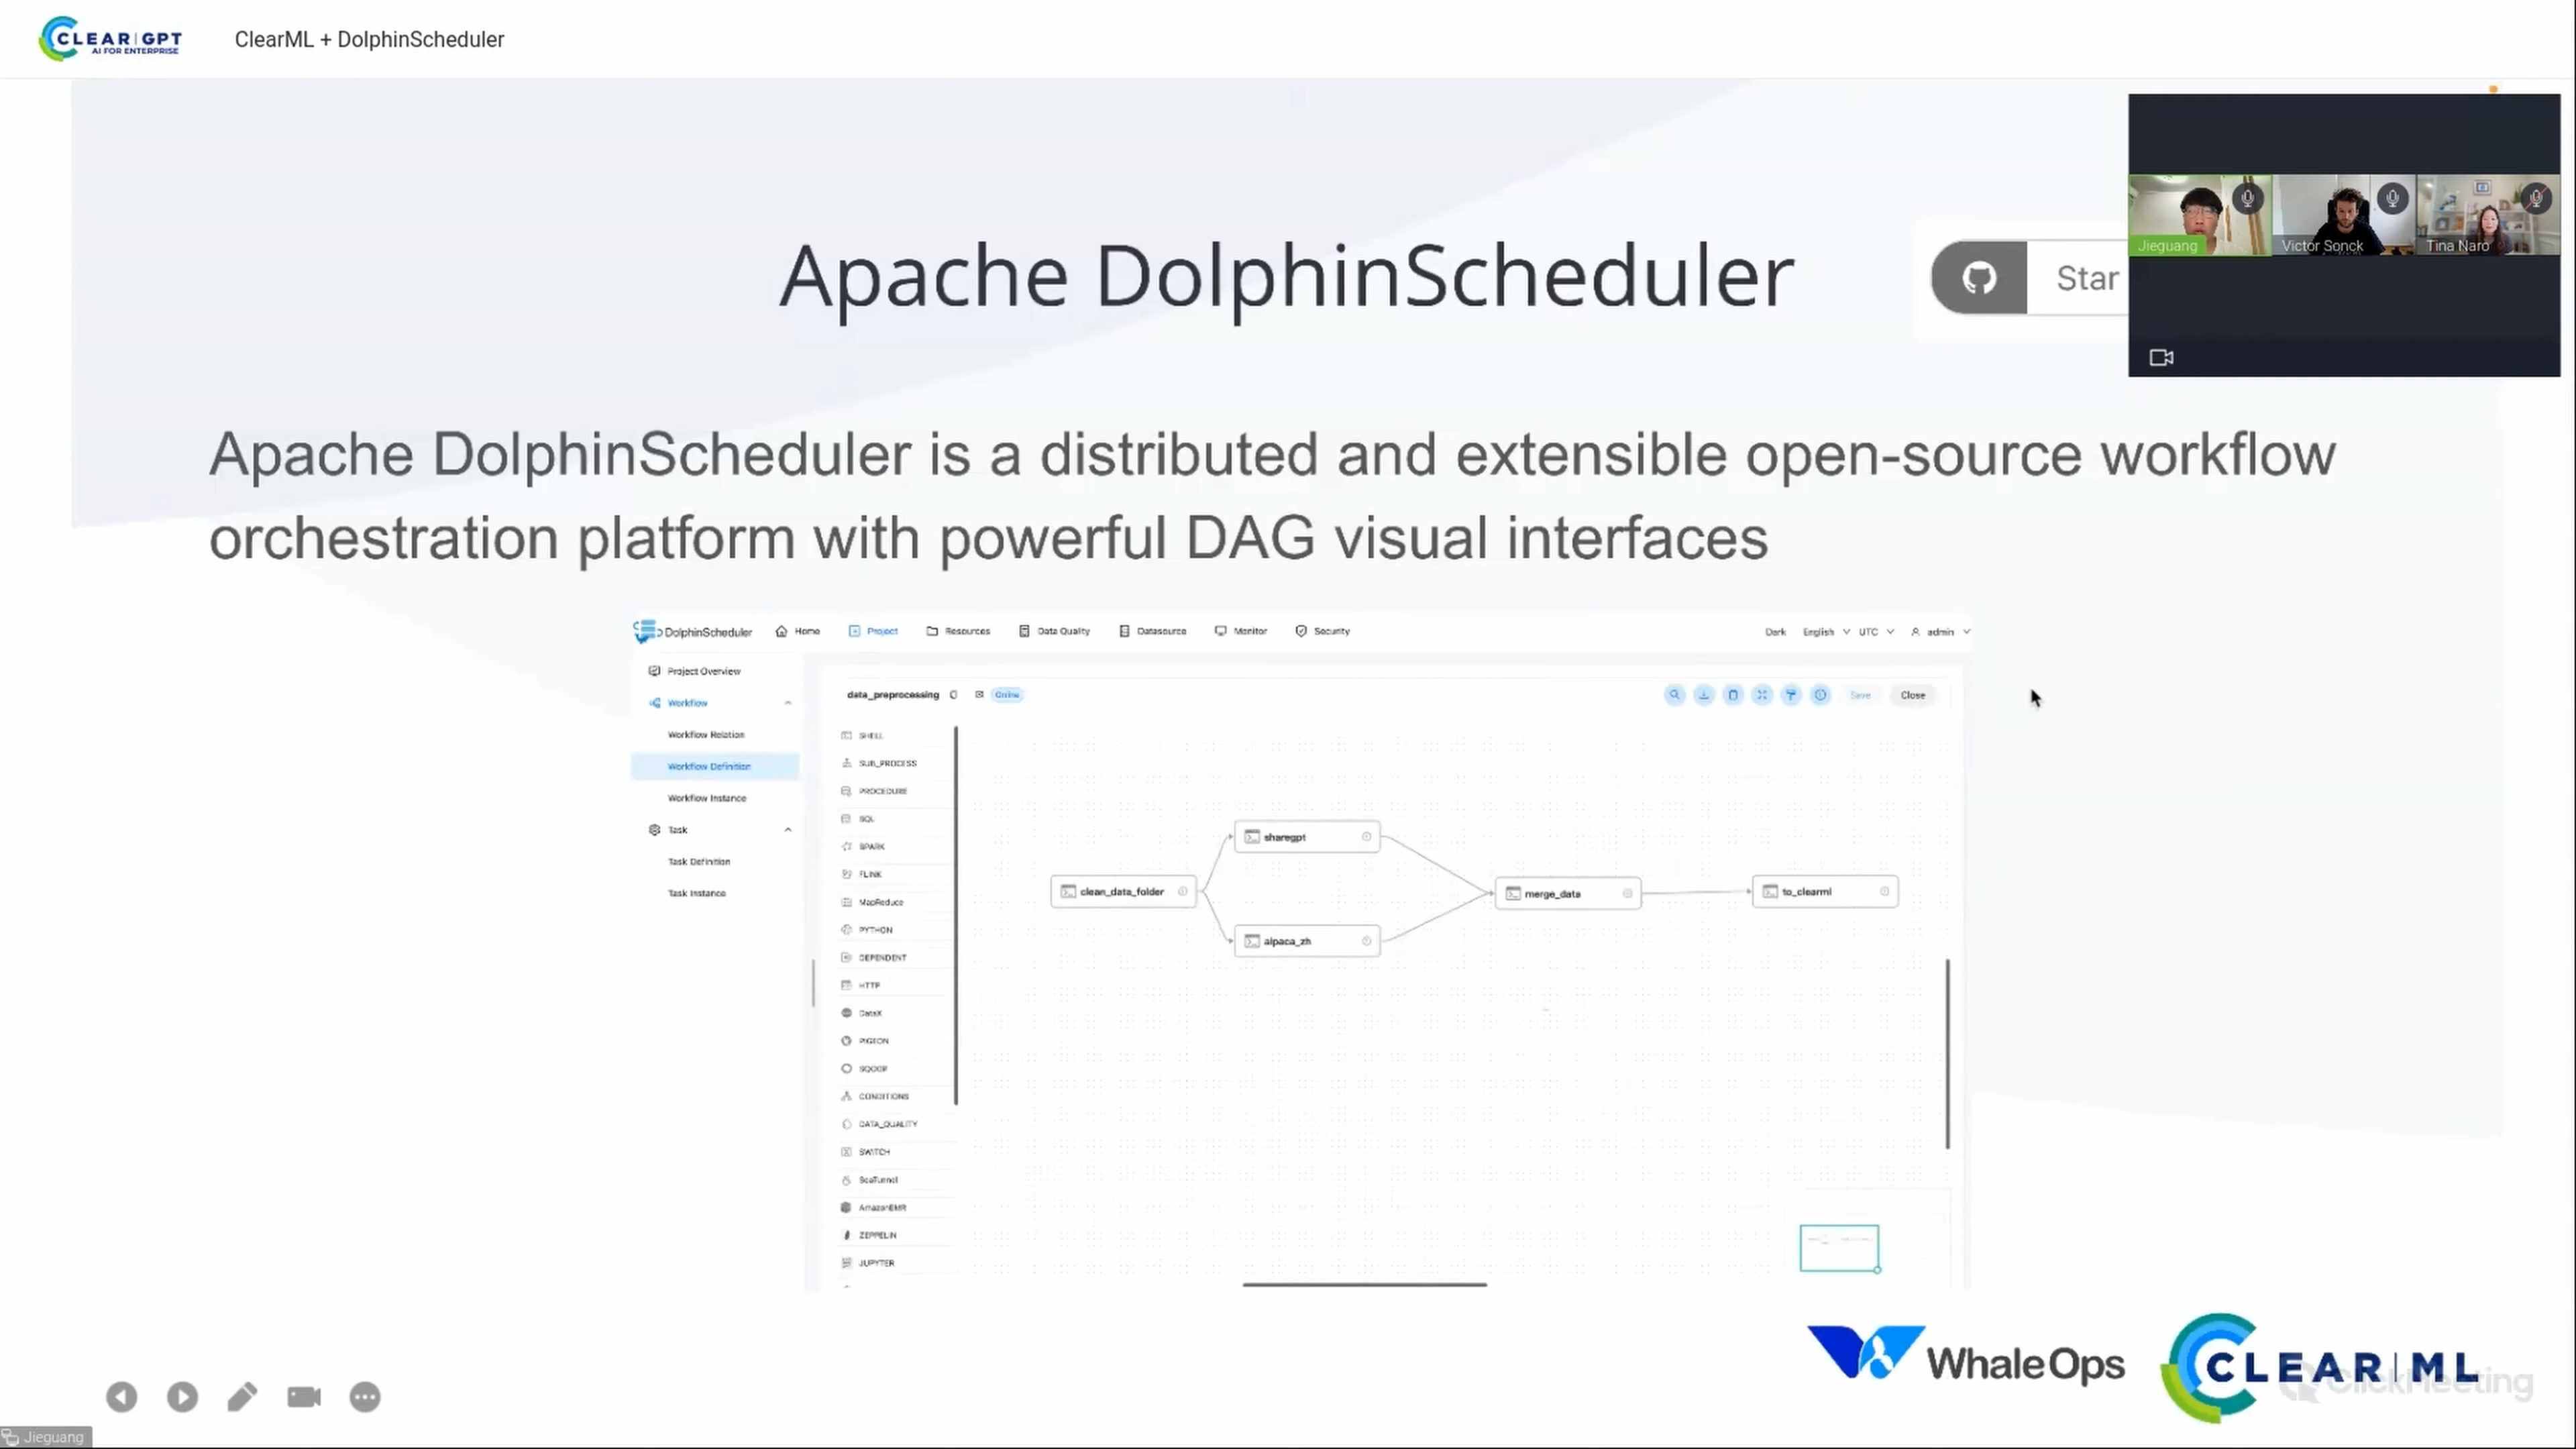 CLEAR|GPT
AI FOR ENTERPRISE
ClearML + DolphinScheduler
Jieguang
Victor Sonck
Tina Naro
Apache DolphinScheduler
Star
Apache DolphinScheduler is a distributed and extensible open-source workflow
orchestration platform with powerful DAG visual interfaces
DolphinScheduler
Home
Project
Resources
Data Quality
Datasource
Monitor
Security
Dark
English
UTC
admin
Project Overview
Workflow
Workflow Relation
Workflow Definition
Workflow Instance
Task
Task Definition
Task Instance
data_preprocessing
Online
Save
Close
SHELL
SUB_PROCESS
PROCEDURE
SQL
SPARK
FLINK
MapReduce
PYTHON
DEPENDENT
HTTP
DataX
PIGEON
SQOOP
CONDITIONS
DATA_QUALITY
SWITCH
SeaTunnel
AmazonEMR
ZEPPELIN
JUPYTER
clean_data_folder
sharegpt
alpaca_zh
merge_data
to_clearml
WhaleOps
CLEAR|ML
ClickMeeting
Jieguang